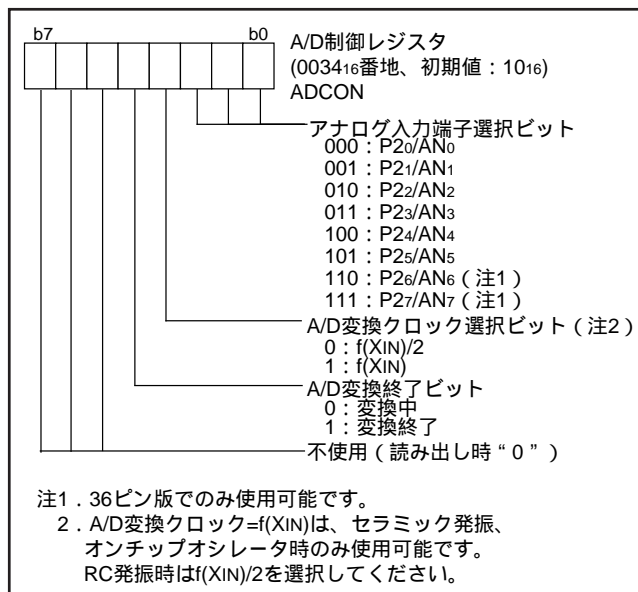 b7 b0
A/D制御レジスタ
(003416番地、初期値：1016)
ADCON
アナログ入力端子選択ビット
000：P20/AN0
001：P21/AN1
010：P22/AN2
011：P23/AN3
100：P24/AN4
101：P25/AN5
110：P26/AN6（注1）
111：P27/AN7（注1）
A/D変換クロック選択ビット（注2）
0：f(XIN)/2
1：f(XIN)
A/D変換終了ビット
0：変換中
1：変換終了
不使用（読み出し時“0”）
注1．36ピン版でのみ使用可能です。
2．A/D変換クロック=f(XIN)は、セラミック発振、
オンチップオシレータ時のみ使用可能です。
RC発振時はf(XIN)/2を選択してください。